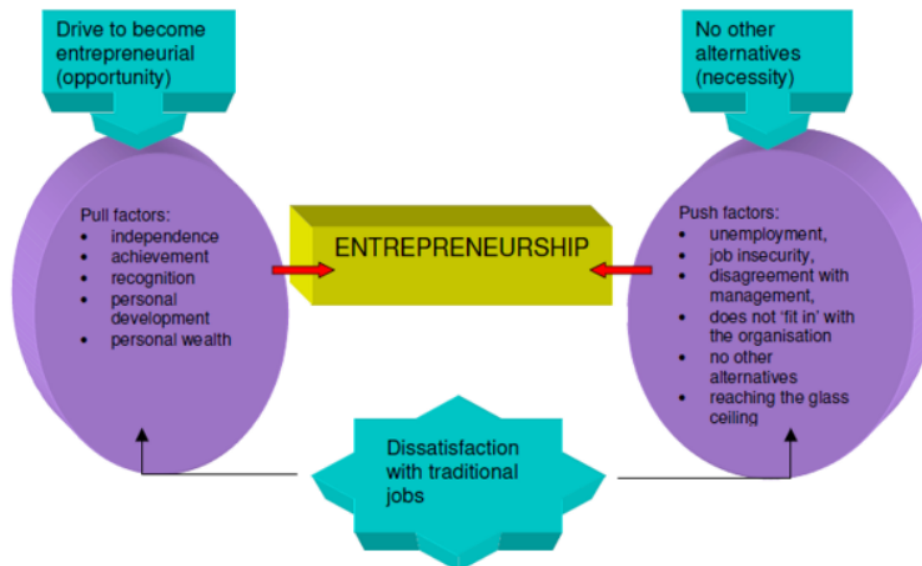 Drive to become
entrepreneurial
(opportunity)
No other
alternatives
(necessity)
Pull factors:
• independence
• achievement
• recognition
• personal
development
• personal wealth
ENTREPRENEURSHIP
Push factors:
• unemployment,
• job insecurity,
• disagreement with
management,
• does not ‘fit in’ with
the organisation
• no other
alternatives
• reaching the glass
ceiling
Dissatisfaction
with traditional
jobs